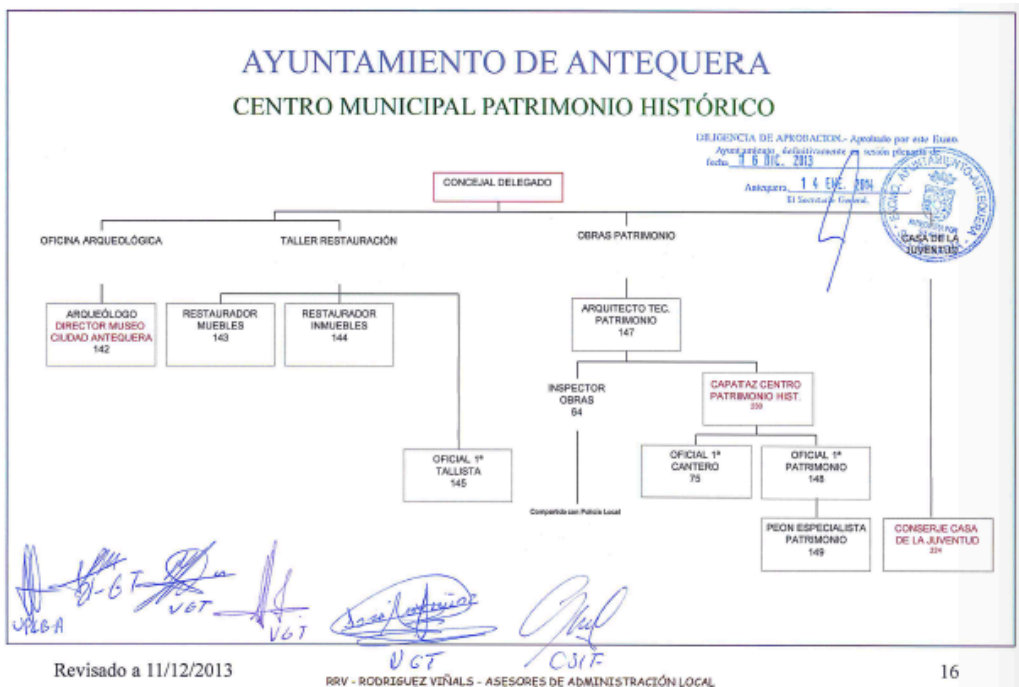 AYUNTAMIENTO DE ANTEQUERA
CENTRO MUNICIPAL PATRIMONIO HISTÓRICO
DILIGENCIA DE APROBACION.- Aprobado por este Excmo.
Ayuntamiento, definitivamente en sesión plenaria de
fecha 16 DIC. 2013
Antequera, 14 ENE. 2014
El Secretario General.
CONCEJAL DELEGADO
OFICINA ARQUEOLÓGICA
TALLER RESTAURACIÓN
OBRAS PATRIMONIO
CASA DE LA
JUVENTUD
ARQUEÓLOGO
DIRECTOR MUSEO
CIUDAD ANTEQUERA
142
RESTAURADOR
MUEBLES
143
RESTAURADOR
INMUEBLES
144
ARQUITECTO TEC.
PATRIMONIO
147
INSPECTOR
OBRAS
64
CAPATAZ CENTRO
PATRIMONIO HIST.
OFICIAL 1ª
TALLISTA
145
OFICIAL 1ª
CANTERO
75
OFICIAL 1ª
PATRIMONIO
148
Compartido con Policía Local
PEON ESPECIALISTA
PATRIMONIO
149
CONSERJE CASA
DE LA JUVENTUD
224
VGT
VGT
UGT
CSIF
Revisado a 11/12/2013
RRV - RODRIGUEZ VIÑALS - ASESORES DE ADMINISTRACIÓN LOCAL
16